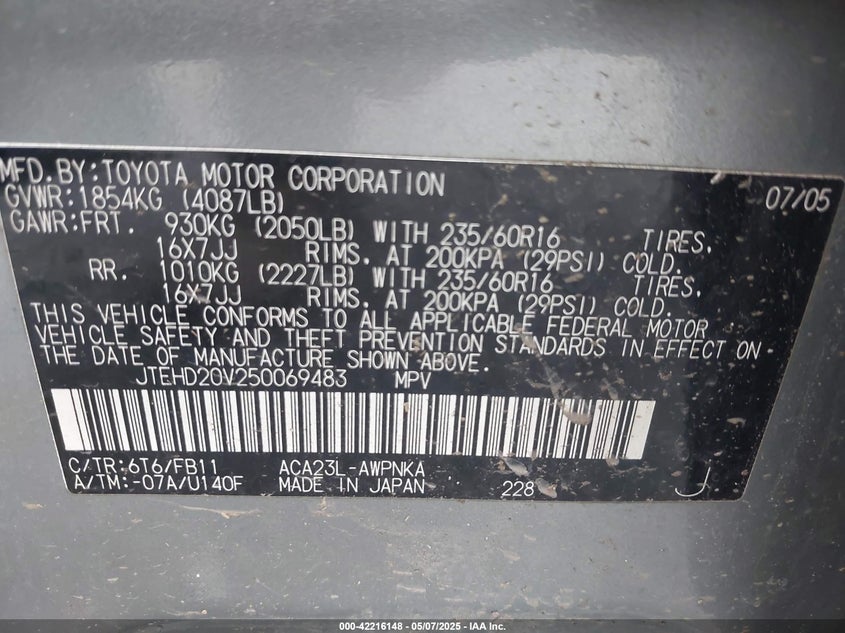 MFD.BY:TOYOTA MOTOR CORPORATION 07/05
GVWR:1854KG (4087LB)
GAWR:FRT. 930KG (2050LB) WITH 235/60R16 TIRES.
16X7JJ RIMS. AT 200KPA (29PSI) COLD.
RR. 1010KG (2227LB) WITH 235/60R16 TIRES.
16X7JJ RIMS. AT 200KPA (29PSI) COLD.
THIS VEHICLE CONFORMS TO ALL APPLICABLE FEDERAL MOTOR
VEHICLE SAFETY AND THEFT PREVENTION STANDARDS IN EFFECT ON
THE DATE OF MANUFACTURE SHOWN ABOVE.
JTEHD20V250069483 MPV
C/TR:6T6/FB11 ACA23L-AWPNKA
A/TM:-07A/U140F MADE IN JAPAN 228 J
000-42216148 - 05/07/2025 - IAA Inc.